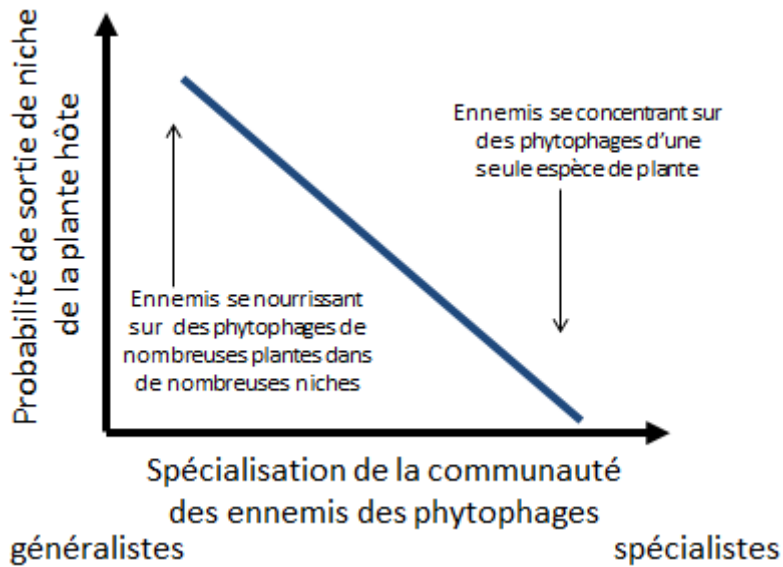 Probabilité de sortie de niche
de la plante hôte
Ennemis se concentrant sur
des phytophages d'une
seule espèce de plante
Ennemis se nourrissant
sur des phytophages de
nombreuses plantes dans
de nombreuses niches
Spécialisation de la communauté
des ennemis des phytophages
généralistes
spécialistes